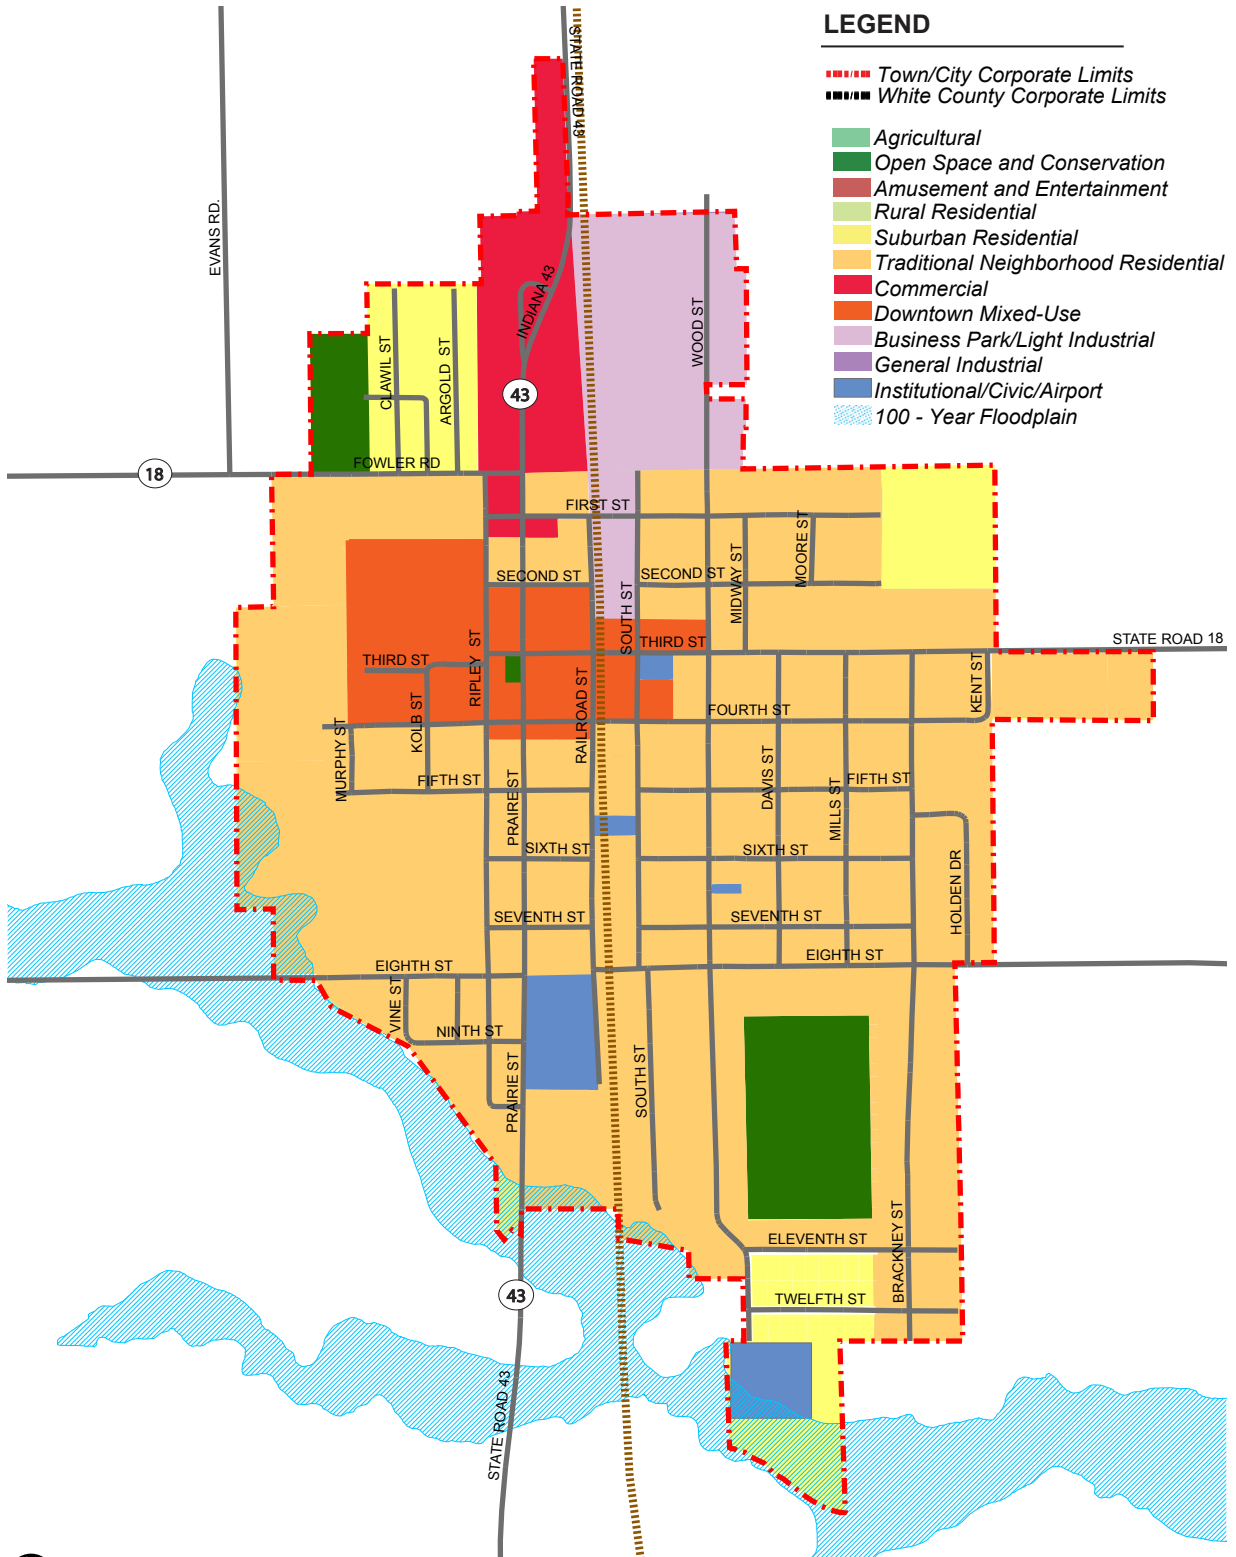 LEGEND
Town/City Corporate Limits
White County Corporate Limits
Agricultural
Open Space and Conservation
Amusement and Entertainment
Rural Residential
Suburban Residential
Traditional Neighborhood Residential
Commercial
Downtown Mixed-Use
Business Park/Light Industrial
General Industrial
Institutional/Civic/Airport
100 - Year Floodplain
STATE ROAD 43
EVANS RD.
INDIANA 43
WOOD ST
CLAWIL ST
ARGOLD ST
43
FOWLER RD
18
FIRST ST
MOORE ST
MIDWAY ST
SECOND ST
SECOND ST
SOUTH ST
THIRD ST
STATE ROAD 18
RIPLEY ST
THIRD ST
KENT ST
RAILROAD ST
KOLB ST
FOURTH ST
MURPHY ST
DAVIS ST
FIFTH ST
FIFTH ST
PRAIRE ST
MILLS ST
SIXTH ST
SIXTH ST
HOLDEN DR
SEVENTH ST
SEVENTH ST
EIGHTH ST
EIGHTH ST
VINE ST
NINTH ST
PRAIRIE ST
SOUTH ST
ELEVENTH ST
BRACKNEY ST
43
TWELFTH ST
STATE ROAD 43